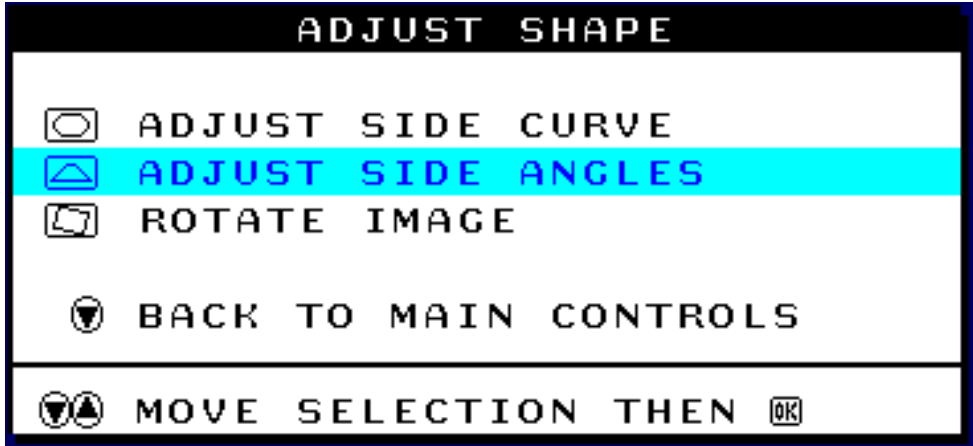 ADJUST SHAPE
ADJUST SIDE CURVE
ADJUST SIDE ANGLES
ROTATE IMAGE
BACK TO MAIN CONTROLS
MOVE SELECTION THEN OK